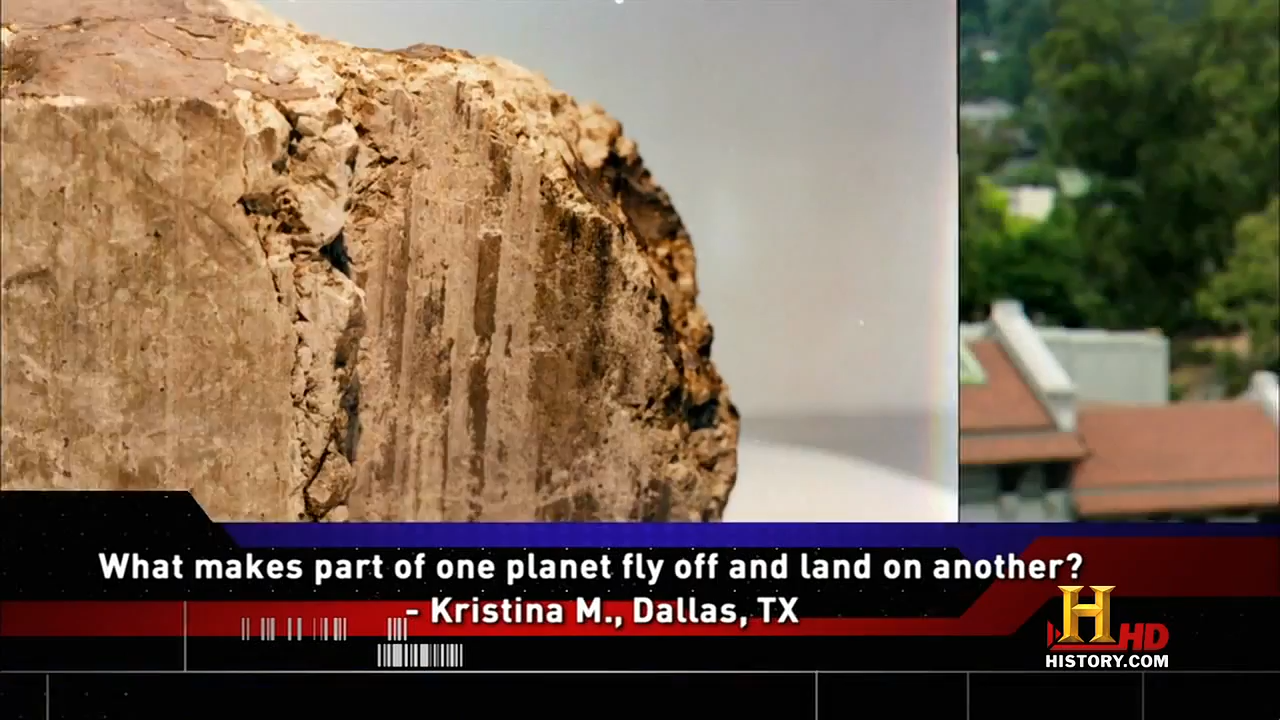 What makes part of one planet fly off and land on another?
- Kristina M., Dallas, TX
H
HD
HISTORY.COM